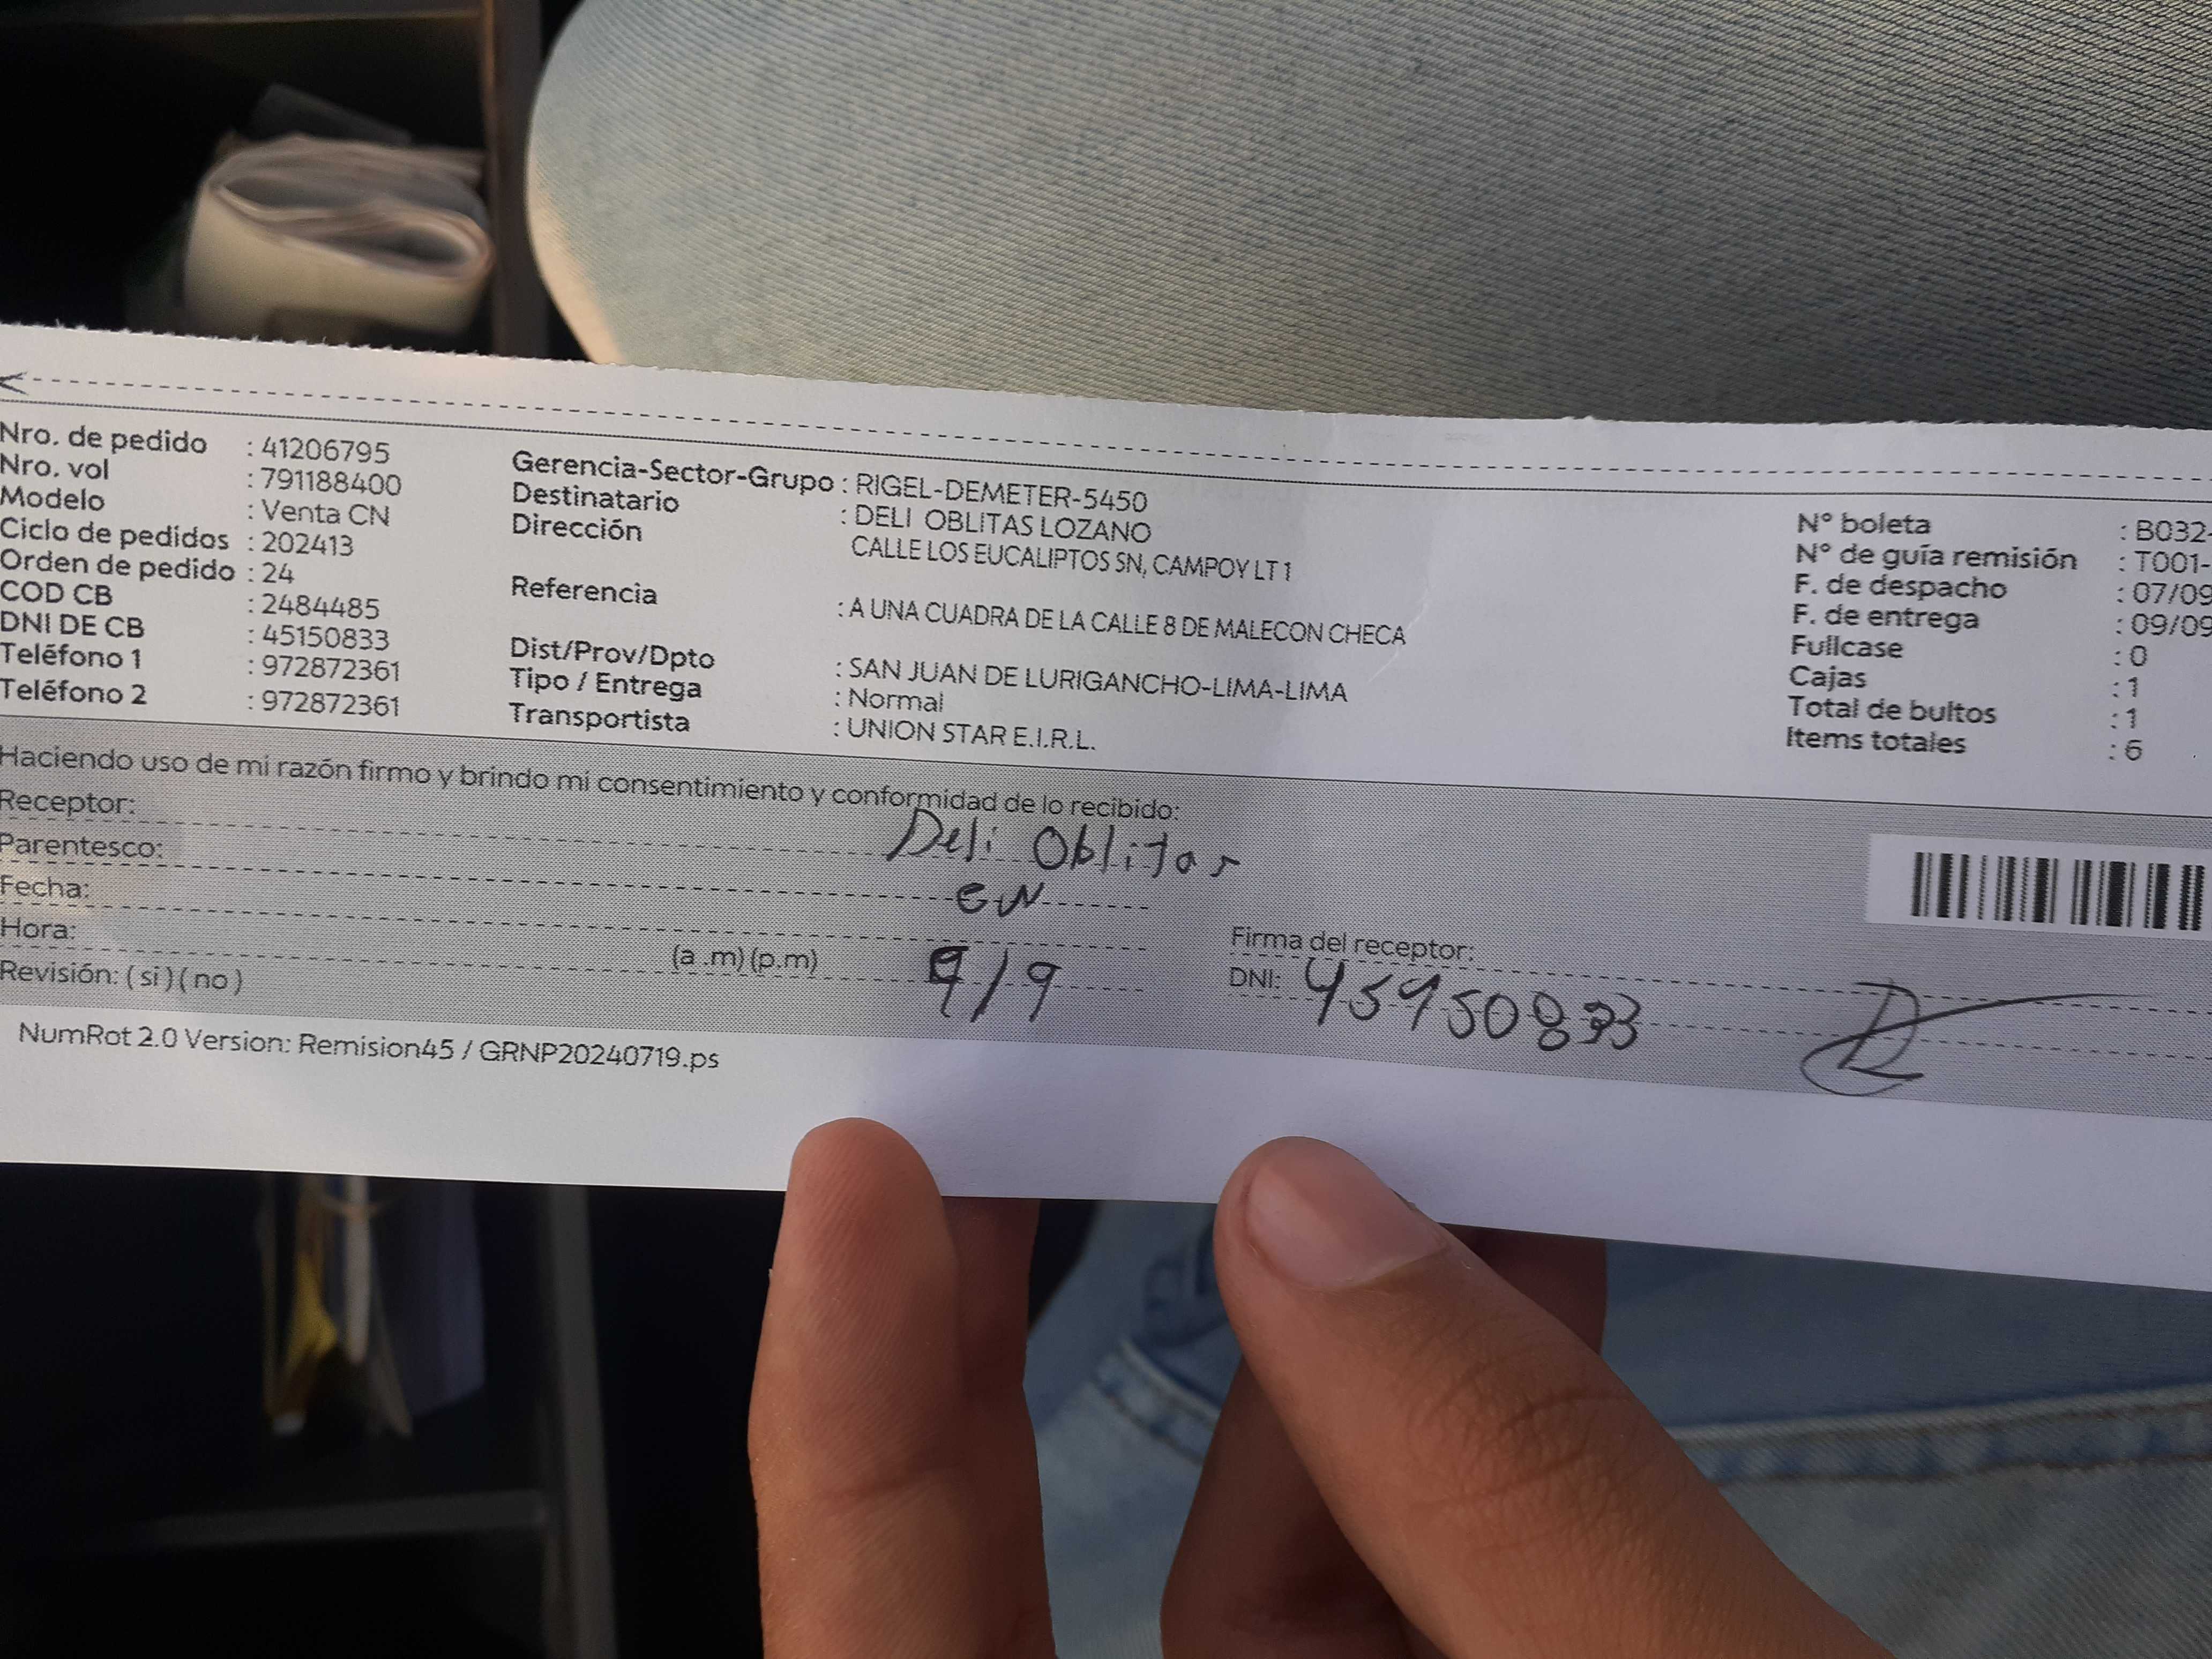 Nro. de pedido : 41206795
Nro. vol : 791188400
Modelo : Venta CN
Ciclo de pedidos : 202413
Orden de pedido : 24
COD CB : 2484485
DNI DE CB : 45150833
Teléfono 1 : 972872361
Teléfono 2 : 972872361
Gerencia-Sector-Grupo : RIGEL-DEMETER-5450
Destinatario : DELI OBLITAS LOZANO
Dirección CALLE LOS EUCALIPTOS SN, CAMPOY LT 1
Referencia : A UNA CUADRA DE LA CALLE 8 DE MALECON CHECA
Dist/Prov/Dpto : SAN JUAN DE LURIGANCHO-LIMA-LIMA
Tipo / Entrega : Normal
Transportista : UNION STAR E.I.R.L.
N° boleta : B032-
N° de guía remisión : T001-
F. de despacho : 07/09
F. de entrega : 09/09
Fullcase : 0
Cajas : 1
Total de bultos : 1
Items totales : 6
Haciendo uso de mi razón firmo y brindo mi consentimiento y conformidad de lo recibido:
Receptor: Deli Oblitas
Parentesco:
Fecha: 9/9
Hora: (a .m) (p.m)
Revisión: ( si ) ( no )
Firma del receptor:
DNI:
NumRot 2.0 Version: Remision45 / GRNP20240719.ps